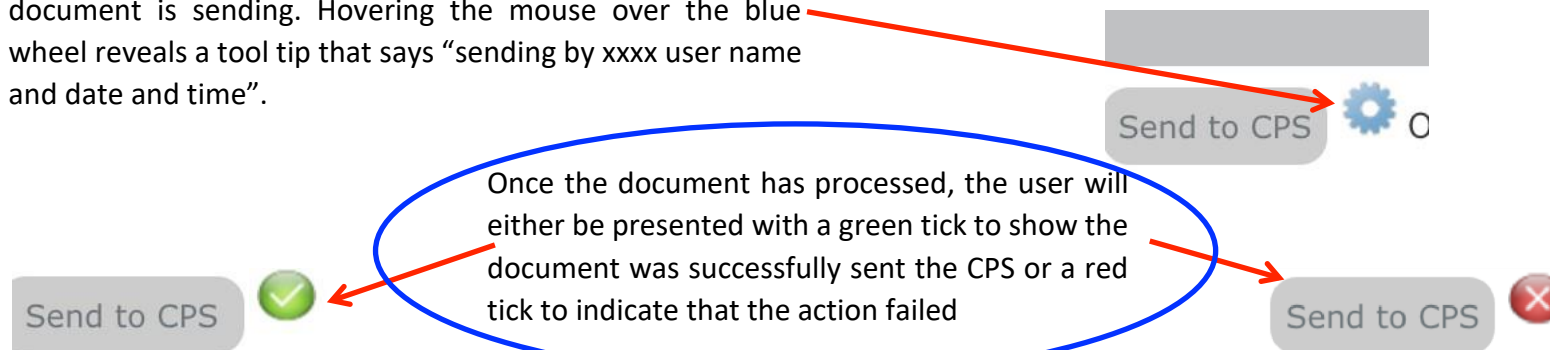 document is sending. Hovering the mouse over the blue
wheel reveals a tool tip that says “sending by xxxx user name
and date and time”.
Send to CPS
Once the document has processed, the user will
either be presented with a green tick to show the
document was successfully sent the CPS or a red
tick to indicate that the action failed
Send to CPS
Send to CPS